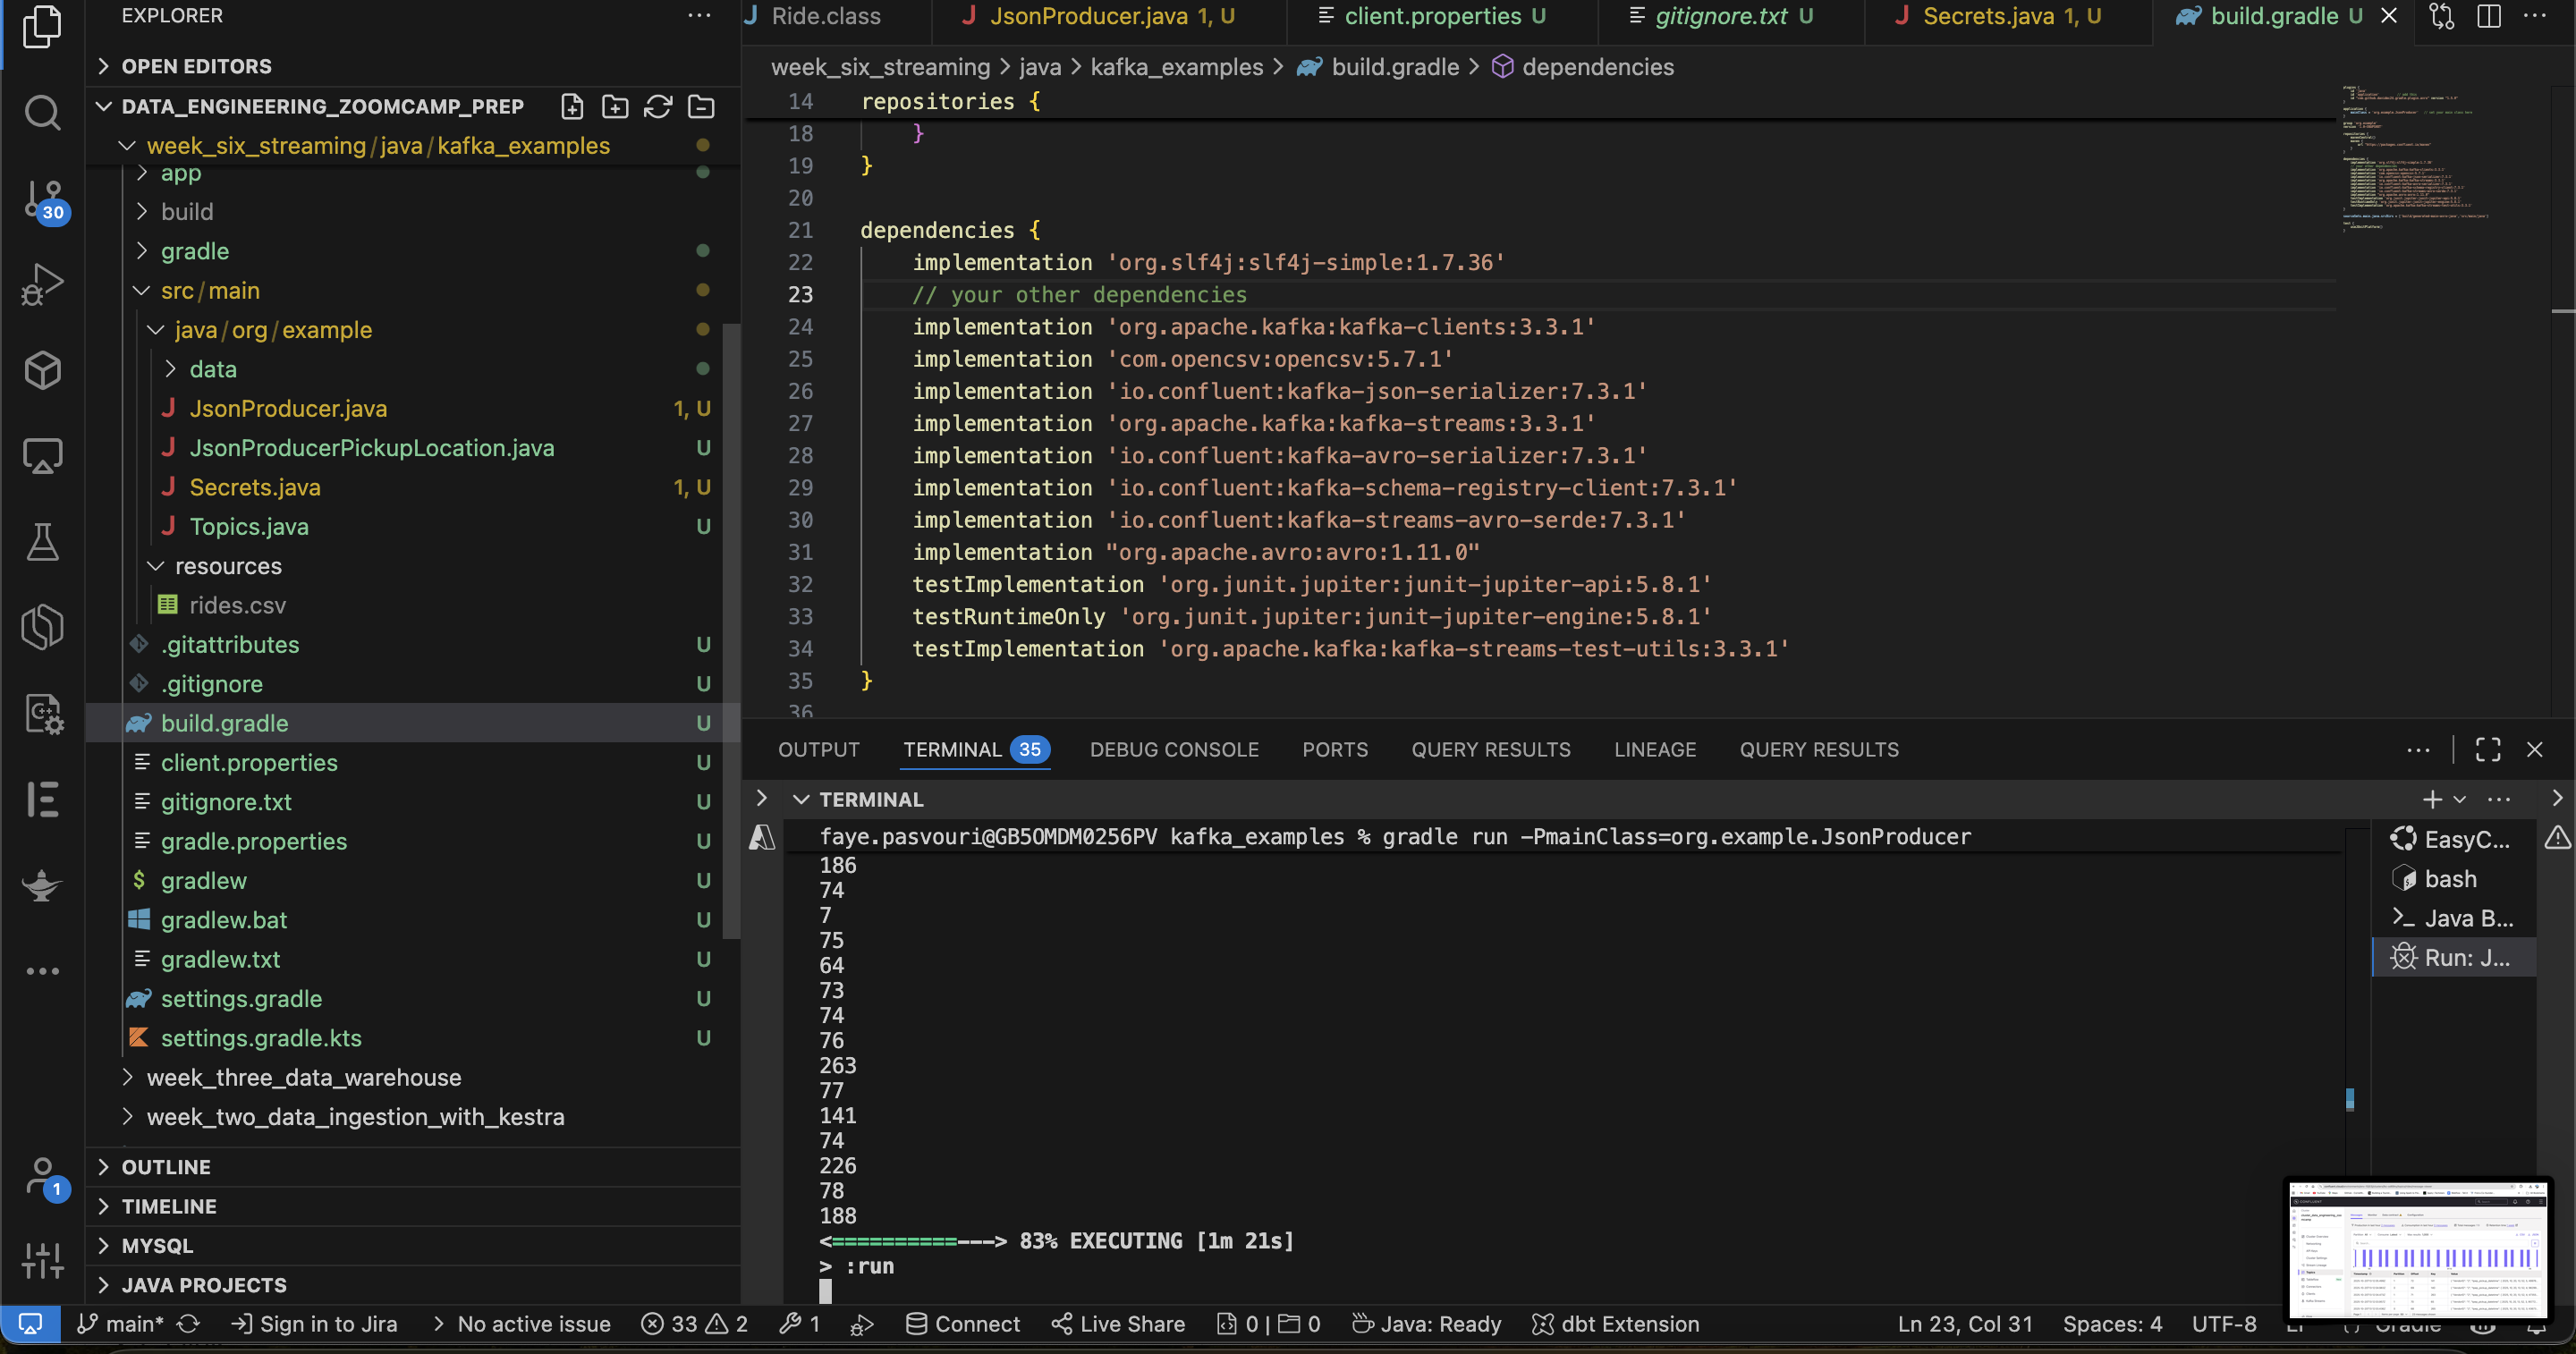 EXPLORER
OPEN EDITORS
DATA_ENGINEERING_ZOOMCAMP_PREP
week_six_streaming/java/kafka_examples
app
build
gradle
src/main
java/org/example
data
JsonProducer.java 1, U
JsonProducerPickupLocation.java U
Secrets.java 1, U
Topics.java U
resources
rides.csv
.gitattributes U
.gitignore U
build.gradle U
client.properties U
gitignore.txt U
gradle.properties U
gradlew U
gradlew.bat U
gradlew.txt U
settings.gradle U
settings.gradle.kts U
week_three_data_warehouse
week_two_data_ingestion_with_kestra
OUTLINE
TIMELINE
MYSQL
JAVA PROJECTS
30
1
Ride.class
JsonProducer.java 1, U
client.properties U
gitignore.txt U
Secrets.java 1, U
build.gradle U
week_six_streaming > java > kafka_examples > build.gradle > dependencies
14 repositories {
18 }
19 }
20
21 dependencies {
22 implementation 'org.slf4j:slf4j-simple:1.7.36'
23 // your other dependencies
24 implementation 'org.apache.kafka:kafka-clients:3.3.1'
25 implementation 'com.opencsv:opencsv:5.7.1'
26 implementation 'io.confluent:kafka-json-serializer:7.3.1'
27 implementation 'org.apache.kafka:kafka-streams:3.3.1'
28 implementation 'io.confluent:kafka-avro-serializer:7.3.1'
29 implementation 'io.confluent:kafka-schema-registry-client:7.3.1'
30 implementation 'io.confluent:kafka-streams-avro-serde:7.3.1'
31 implementation "org.apache.avro:avro:1.11.0"
32 testImplementation 'org.junit.jupiter:junit-jupiter-api:5.8.1'
33 testRuntimeOnly 'org.junit.jupiter:junit-jupiter-engine:5.8.1'
34 testImplementation 'org.apache.kafka:kafka-streams-test-utils:3.3.1'
35 }
36
OUTPUT TERMINAL 35 DEBUG CONSOLE PORTS QUERY RESULTS LINEAGE QUERY RESULTS
TERMINAL
faye.pasvouri@GB5OMDM0256PV kafka_examples % gradle run -PmainClass=org.example.JsonProducer
186
74
7
75
64
73
74
76
263
77
141
74
226
78
188
<==========---> 83% EXECUTING [1m 21s]
> :run
EasyC...
bash
Java B...
Run: J...
main* Sign in to Jira No active issue 33 2 1 Connect Live Share 0 | 0 Java: Ready dbt Extension Ln 23, Col 31 Spaces: 4 UTF-8 LF Gradle